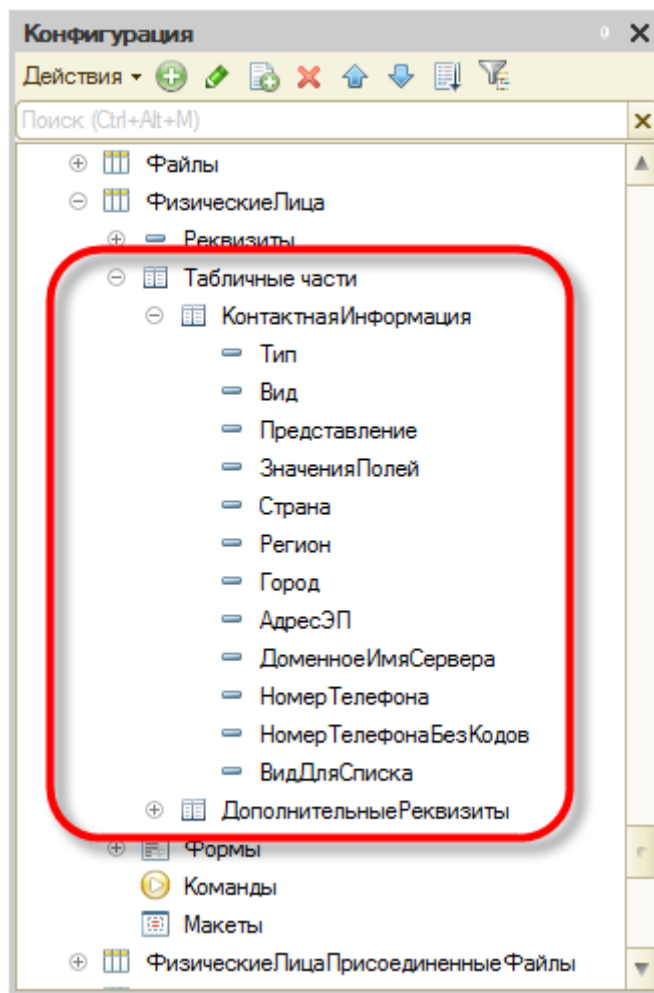 Конфигурация
Действия
Поиск (Ctrl+Alt+M)
Файлы
ФизическиеЛица
Реквизиты
Табличные части
КонтактнаяИнформация
Тип
Вид
Представление
ЗначенияПолей
Страна
Регион
Город
АдресЭП
ДоменноеИмяСервера
НомерТелефона
НомерТелефонаБезКодов
ВидДляСписка
ДополнительныеРеквизиты
Формы
Команды
Макеты
ФизическиеЛицаПрисоединенныеФайлы